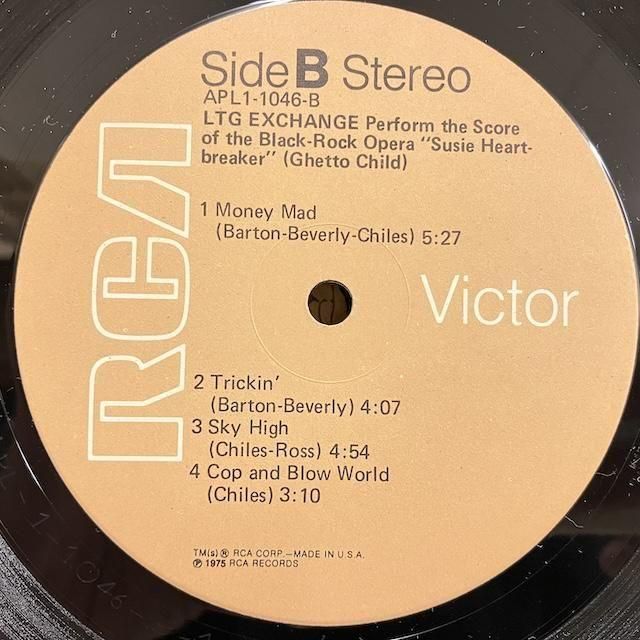 Side B Stereo
APL1-1046-B
LTG EXCHANGE Perform the Score
of the Black-Rock Opera "Susie Heart-
breaker" (Ghetto Child)
1 Money Mad
(Barton-Beverly-Chiles) 5:27
RCA
Victor
2 Trickin'
(Barton-Beverly) 4:07
3 Sky High
(Chiles-Ross) 4:54
4 Cop and Blow World
(Chiles) 3:10
TM(s) ® RCA CORP.—MADE IN U.S.A.
℗ 1975 RCA RECORDS